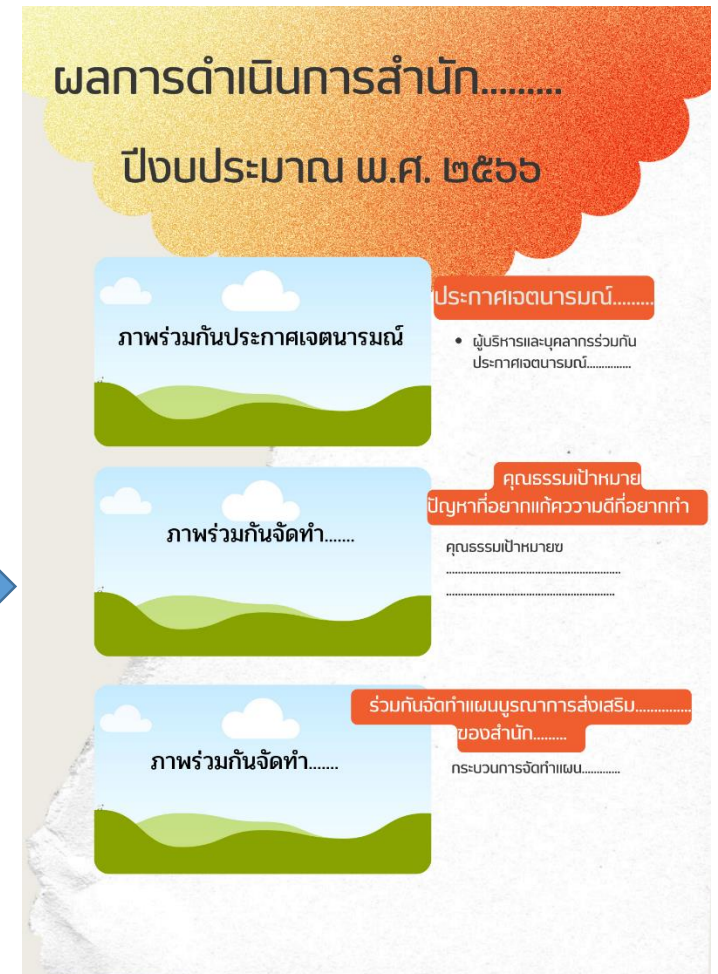 ผลการดำเนินการสำนัก.........
ปีงบประมาณ พ.ศ. ๒๕๖๖
ภาพร่วมกันประกาศเจตนารมณ์
ประกาศเจตนารมณ์.........
• ผู้บริหารและบุคลากรร่วมกัน
ประกาศเจตนารมณ์..............
ภาพร่วมกันจัดทำ.......
คุณธรรมเป้าหมาย
ปัญหาที่อยากแก้คววามดีที่อยากทำ
คุณธรรมเป้าหมายฃ
..........................................................
........................................................
ภาพร่วมกันจัดทำ.......
ร่วมกันจัดทำแผนบูรณาการส่งเสริม...............
ของสำนัก.........
กระบวนการจัดทำแผน............